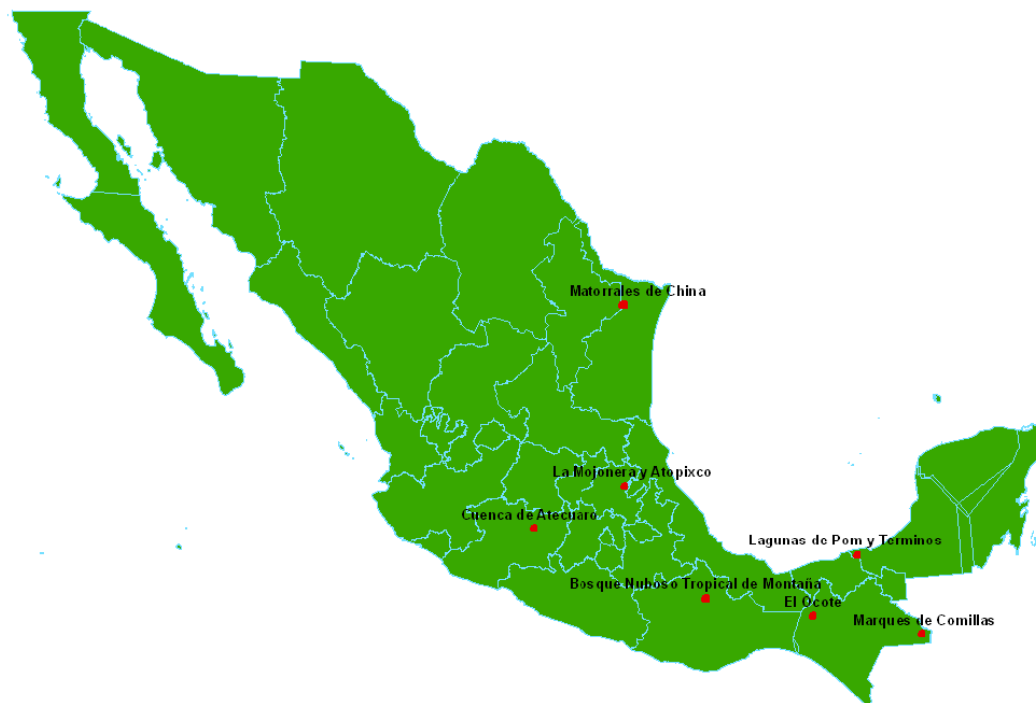 Matorrales de China
La Mojonera y Atopixco
Cuenca de Atecuaro
Lagunas de Pom y Terminos
Bosque Nuboso Tropical de Montaña
El Ocote
Marques de Comillas